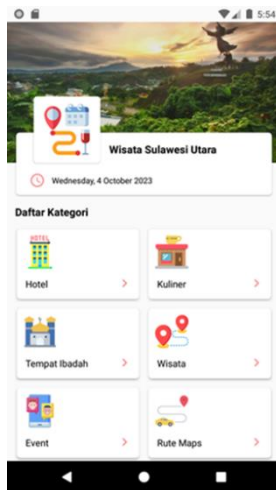 5:54
Wisata Sulawesi Utara
Wednesday, 4 October 2023
Daftar Kategori
HOTEL
Hotel
Kuliner
Tempat Ibadah
Wisata
Event
Rute Maps